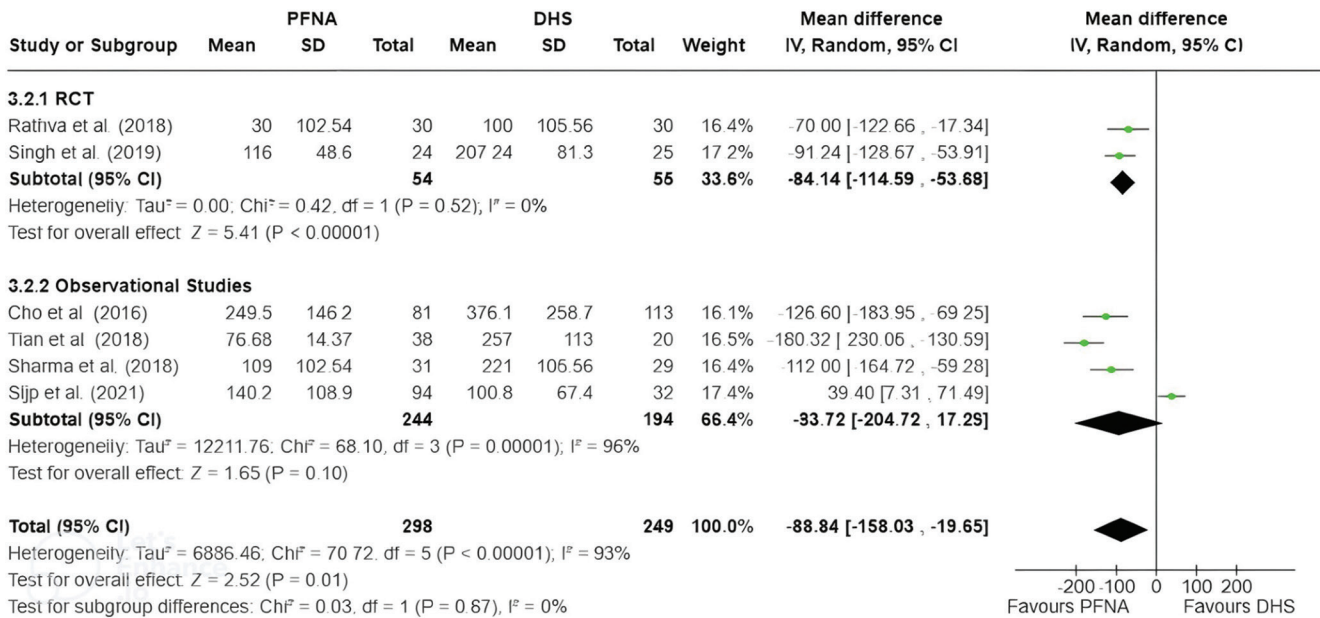 PFNA DHS Mean difference Mean difference
Study or Subgroup Mean SD Total Mean SD Total Weight IV, Random, 95% CI IV, Random, 95% CI
3.2.1 RCT
Rathva et al. (2018) 30 102.54 30 100 105.56 30 16.4% -70 00 [-122.66 , -17.34]
Singh et al. (2019) 116 48.6 24 207 24 81.3 25 17.2% -91 24 [-128.67 , -53.91]
Subtotal (95% CI) 54 55 33.6% -84.14 [-114.59 , -53.68]
Heterogeneily: Tau² = 0.00; Chi² = 0.42, df = 1 (P = 0.52); I² = 0%
Test for overall effect Z = 5.41 (P < 0.00001)
3.2.2 Observational Studies
Cho et al (2016) 249.5 146.2 81 376.1 258.7 113 16.1% -126 60 [-183.95 , -69 25]
Tian et al (2018) 76.68 14.37 38 257 113 20 16.5% -180.32 [ 230.06 , -130.59]
Sharma et al. (2018) 109 102.54 31 221 105.56 29 16.4% -112 00 [-164.72 , -59.28]
Sijp et al. (2021) 140.2 108.9 94 100.8 67.4 32 17.4% 39.40 [7.31 , 71.49]
Subtotal (95% CI) 244 194 66.4% -93.72 [-204.72 , 17.29]
Heterogeneily: Tau² = 12211.76; Chi² = 68.10, df = 3 (P = 0.00001); I² = 96%
Test for overall effect Z = 1.65 (P = 0.10)
Total (95% CI) 298 249 100.0% -88.84 [-158.03 , -19.65]
Heterogeneity: Tau² = 6886.46; Chi² = 70 72, df = 5 (P < 0.00001); I² = 93%
Test for overall effect Z = 2.52 (P = 0.01)
Test for subgroup differences: Chi² = 0.03, df = 1 (P = 0.87), I² = 0%
-200 -100 0 100 200
Favours PFNA Favours DHS
Let's
Enhance
.io